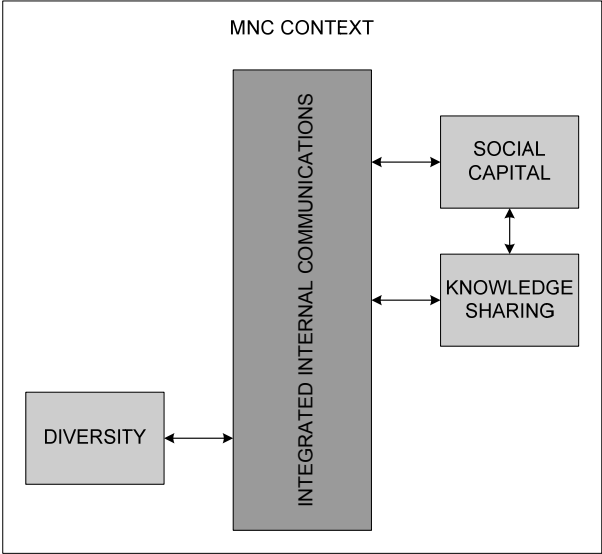 MNC CONTEXT
INTEGRATED INTERNAL COMMUNICATIONS
SOCIAL
CAPITAL
KNOWLEDGE
SHARING
DIVERSITY